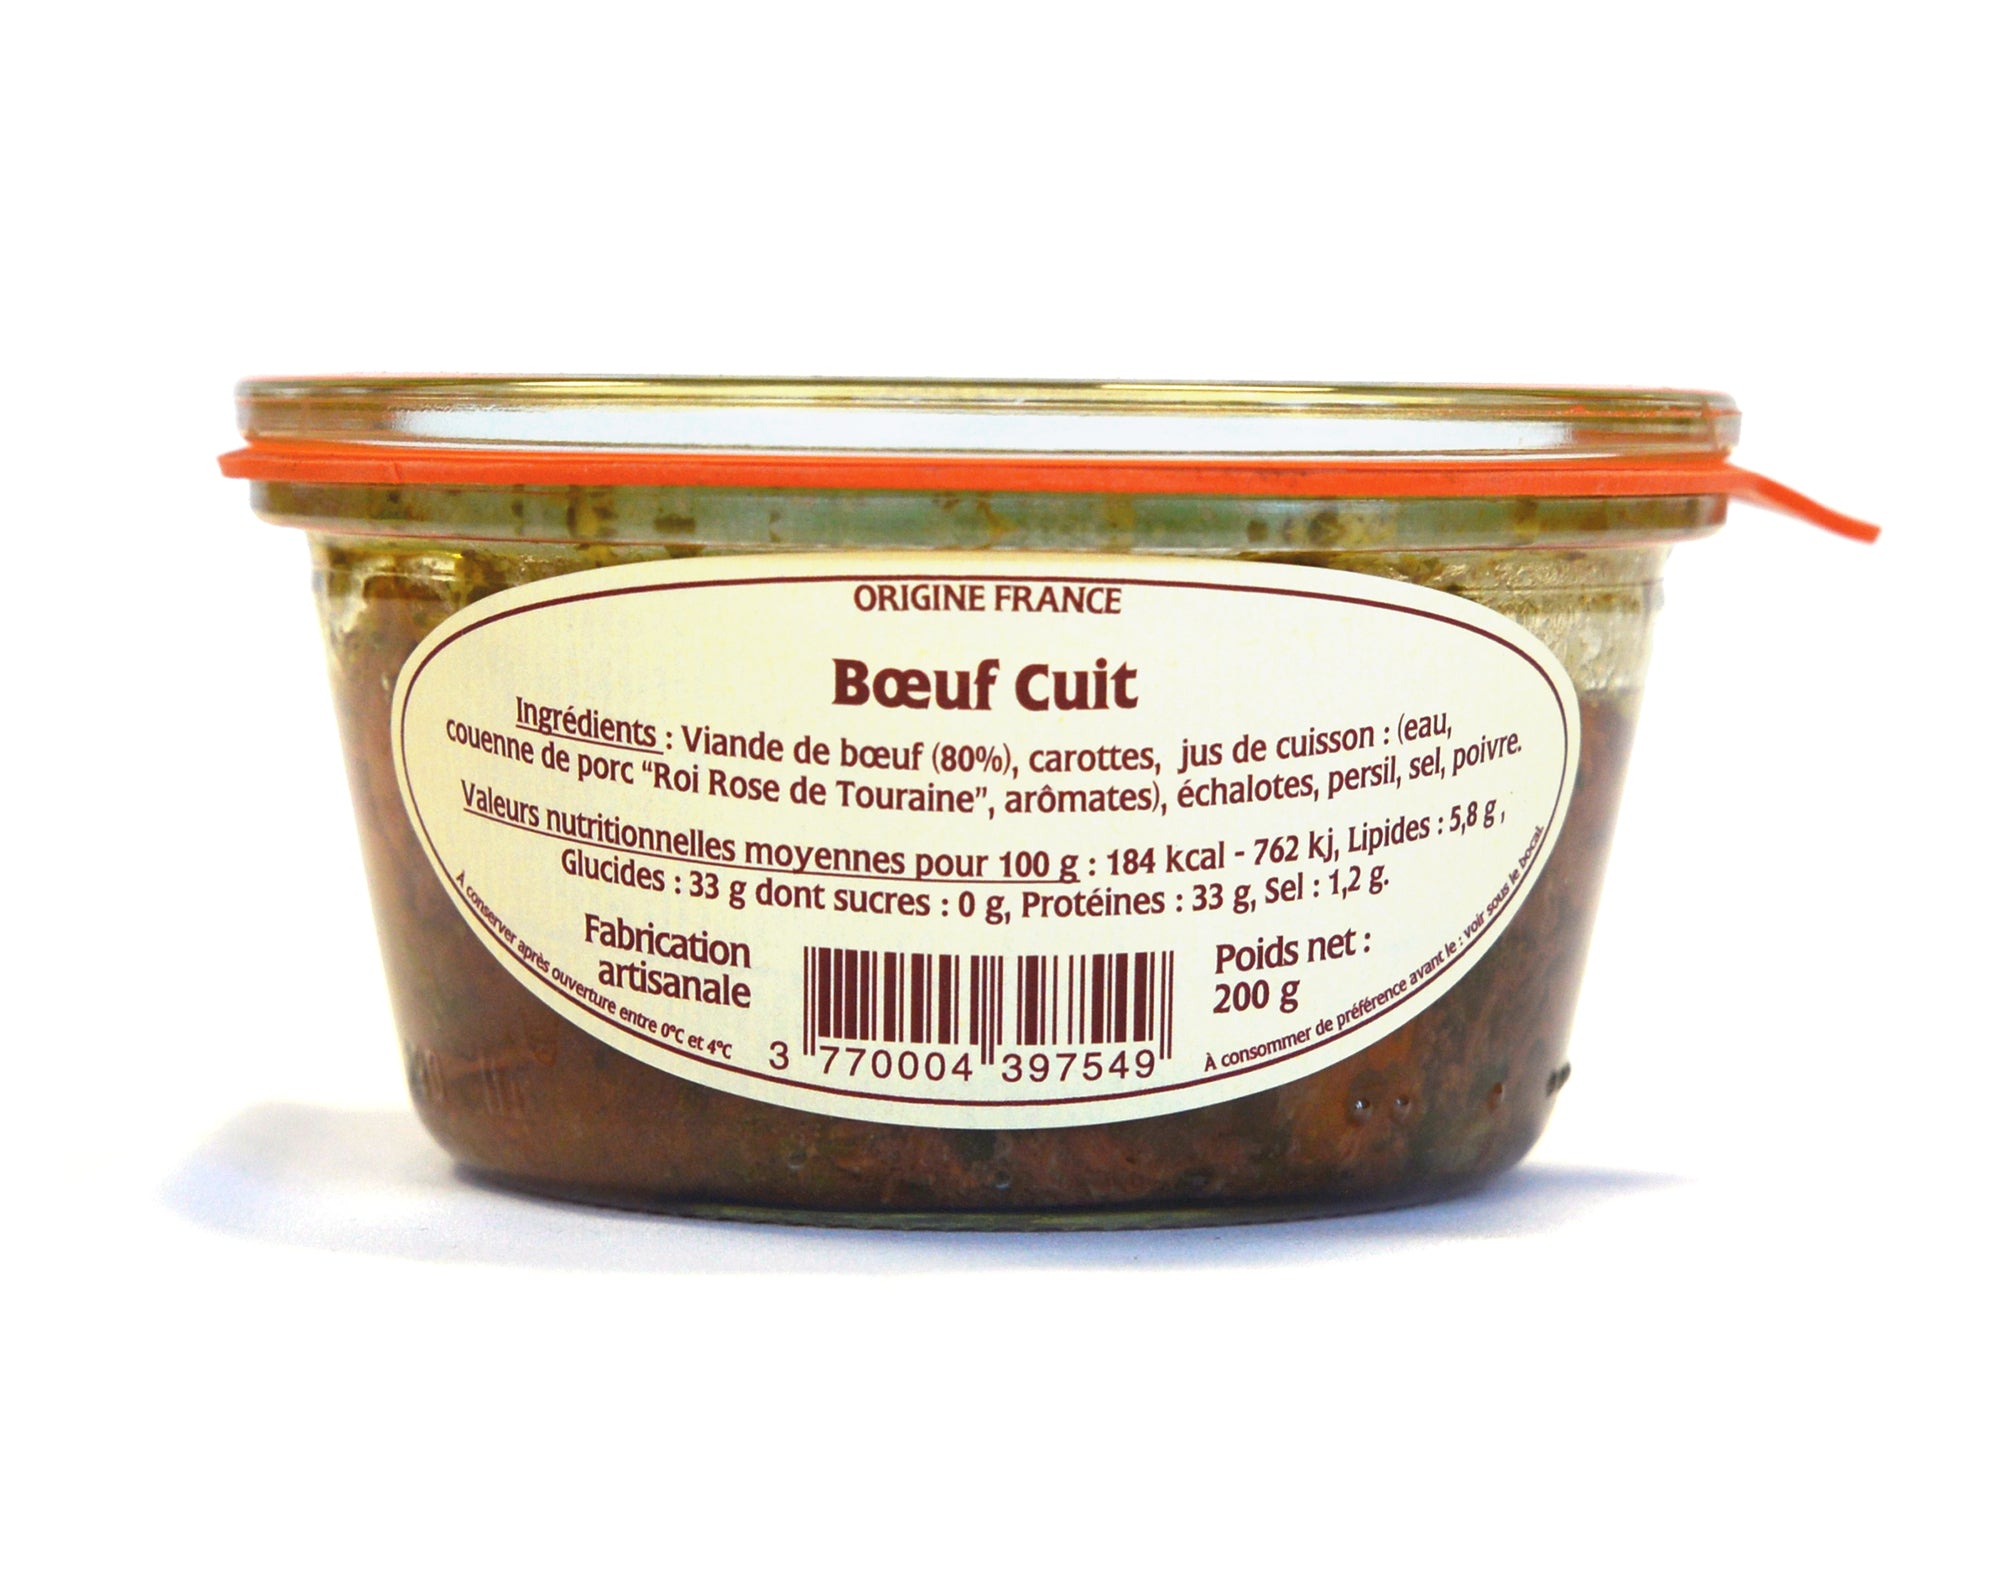 ORIGINE FRANCE
Bœuf Cuit
Ingrédients : Viande de bœuf (80%), carottes, jus de cuisson : (eau,
couenne de porc “Roi Rose de Touraine”, arômates), échalotes, persil, sel, poivre.
Valeurs nutritionnelles moyennes pour 100 g : 184 kcal - 762 kj, Lipides : 5,8 g ,
Glucides : 33 g dont sucres : 0 g, Protéines : 33 g, Sel : 1,2 g.
Fabrication
artisanale
Poids net :
200 g
À conserver après ouverture entre 0°C et 4°C
3 770004 397549
À consommer de préférence avant le : voir sous le bocal